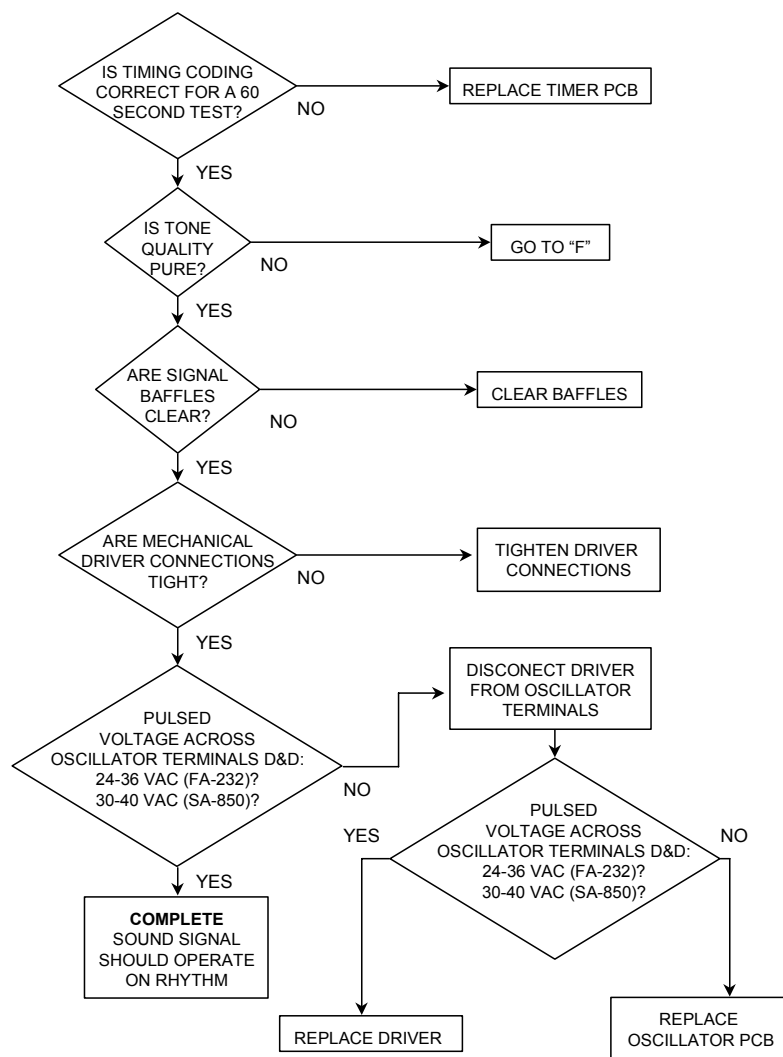 IS TIMING CODING
CORRECT FOR A 60
SECOND TEST?
NO
REPLACE TIMER PCB
YES
IS TONE
QUALITY
PURE?
NO
GO TO “F”
YES
ARE SIGNAL
BAFFLES
CLEAR?
NO
CLEAR BAFFLES
YES
ARE MECHANICAL
DRIVER CONNECTIONS
TIGHT?
NO
TIGHTEN DRIVER
CONNECTIONS
YES
PULSED
VOLTAGE ACROSS
OSCILLATOR TERMINALS D&D:
24-36 VAC (FA-232)?
30-40 VAC (SA-850)?
NO
DISCONECT DRIVER
FROM OSCILLATOR
TERMINALS
PULSED
VOLTAGE ACROSS
OSCILLATOR TERMINALS D&D:
24-36 VAC (FA-232)?
30-40 VAC (SA-850)?
YES
NO
YES
COMPLETE
SOUND SIGNAL
SHOULD OPERATE
ON RHYTHM
REPLACE DRIVER
REPLACE
OSCILLATOR PCB